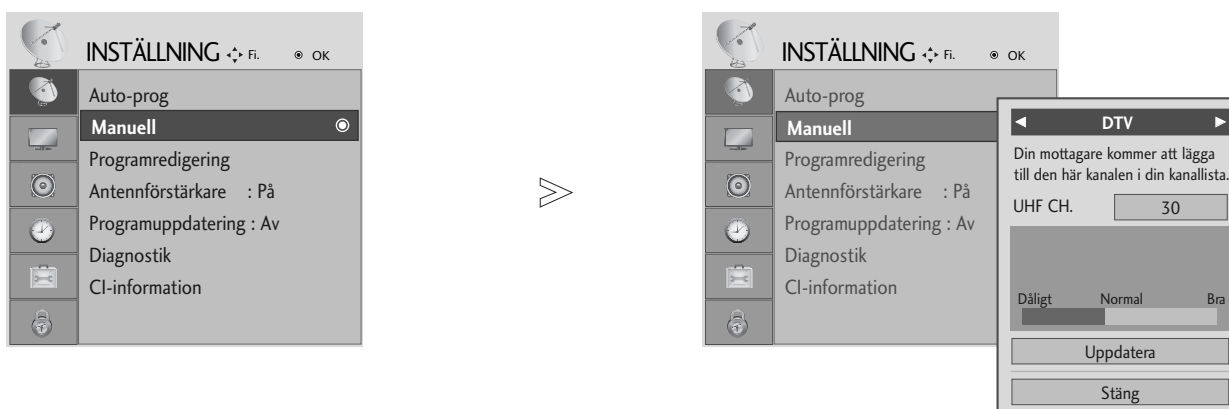 INSTÄLLNING Fi. OK
Auto-prog
Manuell
Programredigering
Antennförstärkare : På
Programuppdatering : Av
Diagnostik
CI-information
INSTÄLLNING Fi. OK
Auto-prog
Manuell
Programredigering
Antennförstärkare : På
Programuppdatering : Av
Diagnostik
CI-information
DTV
Din mottagare kommer att lägga
till den här kanalen i din kanallista.
UHF CH. 30
Dåligt Normal Bra
Uppdatera
Stäng